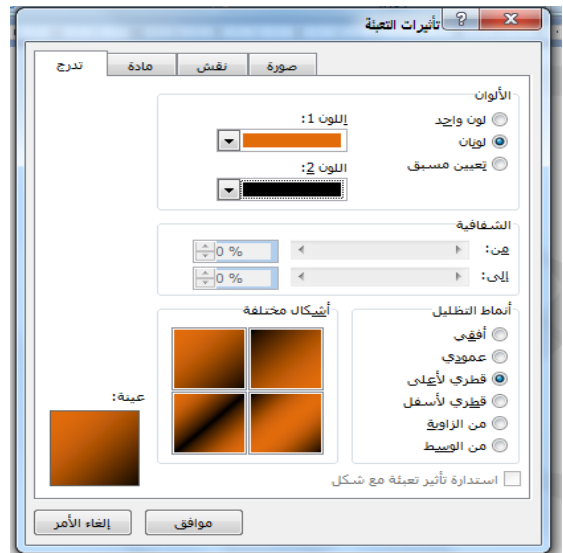 تأثيرات التعبئة
تدرج
مادة
نقش
صورة
الألوان
لون واحد
لونان
تعيين مسبق
اللون 1:
اللون 2:
الشفافية
من:
0 %
إلى:
0 %
أنماط التظليل
أفقي
عمودي
قطري لأعلى
قطري لأسفل
من الزاوية
من الوسط
أشكال مختلفة
عينة:
استدارة تأثير تعبئة مع شكل
موافق
إلغاء الأمر